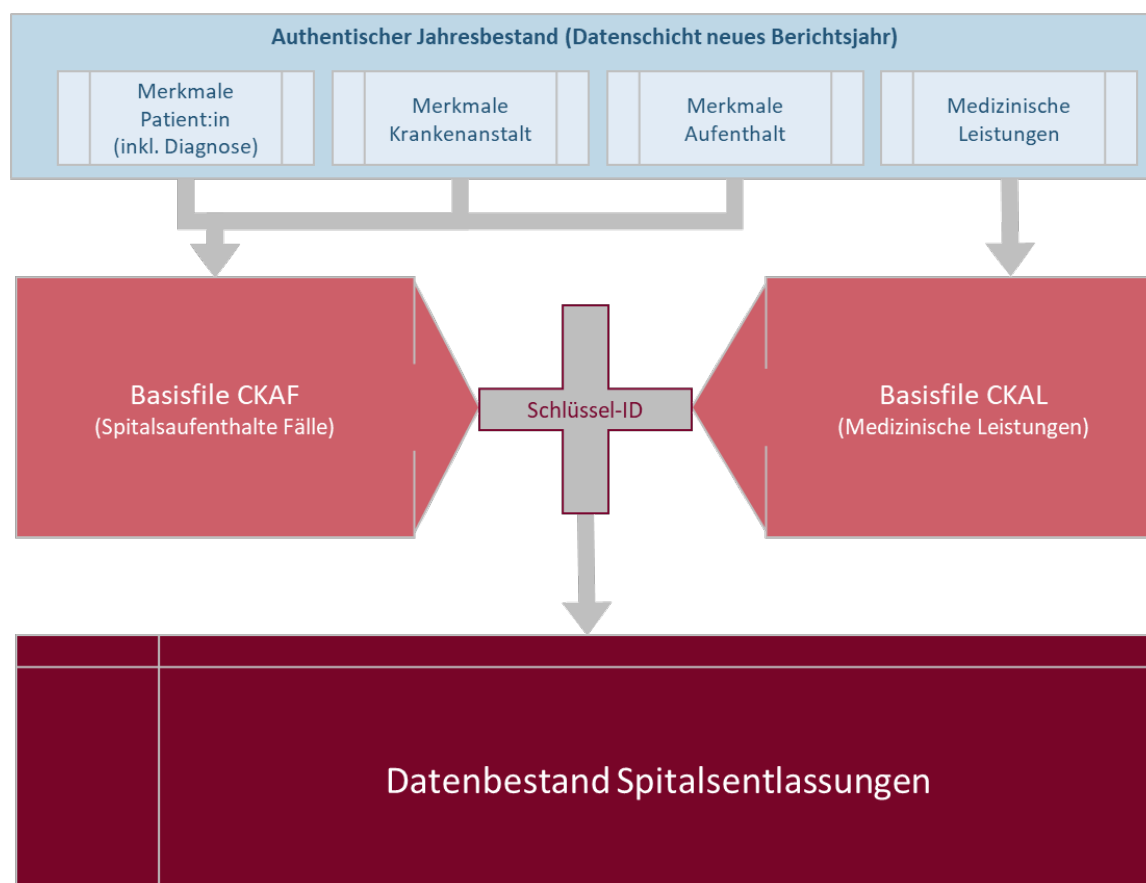 Authentischer Jahresbestand (Datenschicht neues Berichtsjahr)
Merkmale
Patient:in
(inkl. Diagnose)
Merkmale
Krankenanstalt
Merkmale
Aufenthalt
Medizinische
Leistungen
Basisfile CKAF
(Spitalsaufenthalte Fälle)
Schlüssel-ID
Basisfile CKAL
(Medizinische Leistungen)
Datenbestand Spitalsentlassungen